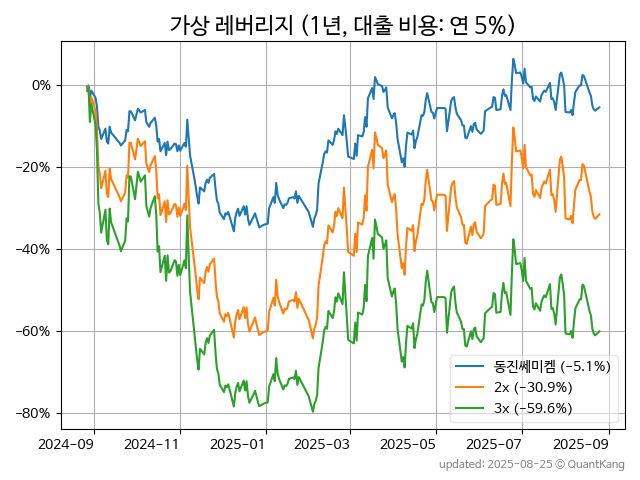 가상 레버리지 (1년, 대출 비용: 연 5%)
0%
−20%
−40%
−60%
−80%
동진쎄미켐 (−5.1%)
2x (−30.9%)
3x (−59.6%)
2024-09 2024-11 2025-01 2025-03 2025-05 2025-07 2025-09
updated: 2025-08-25 © QuantKang